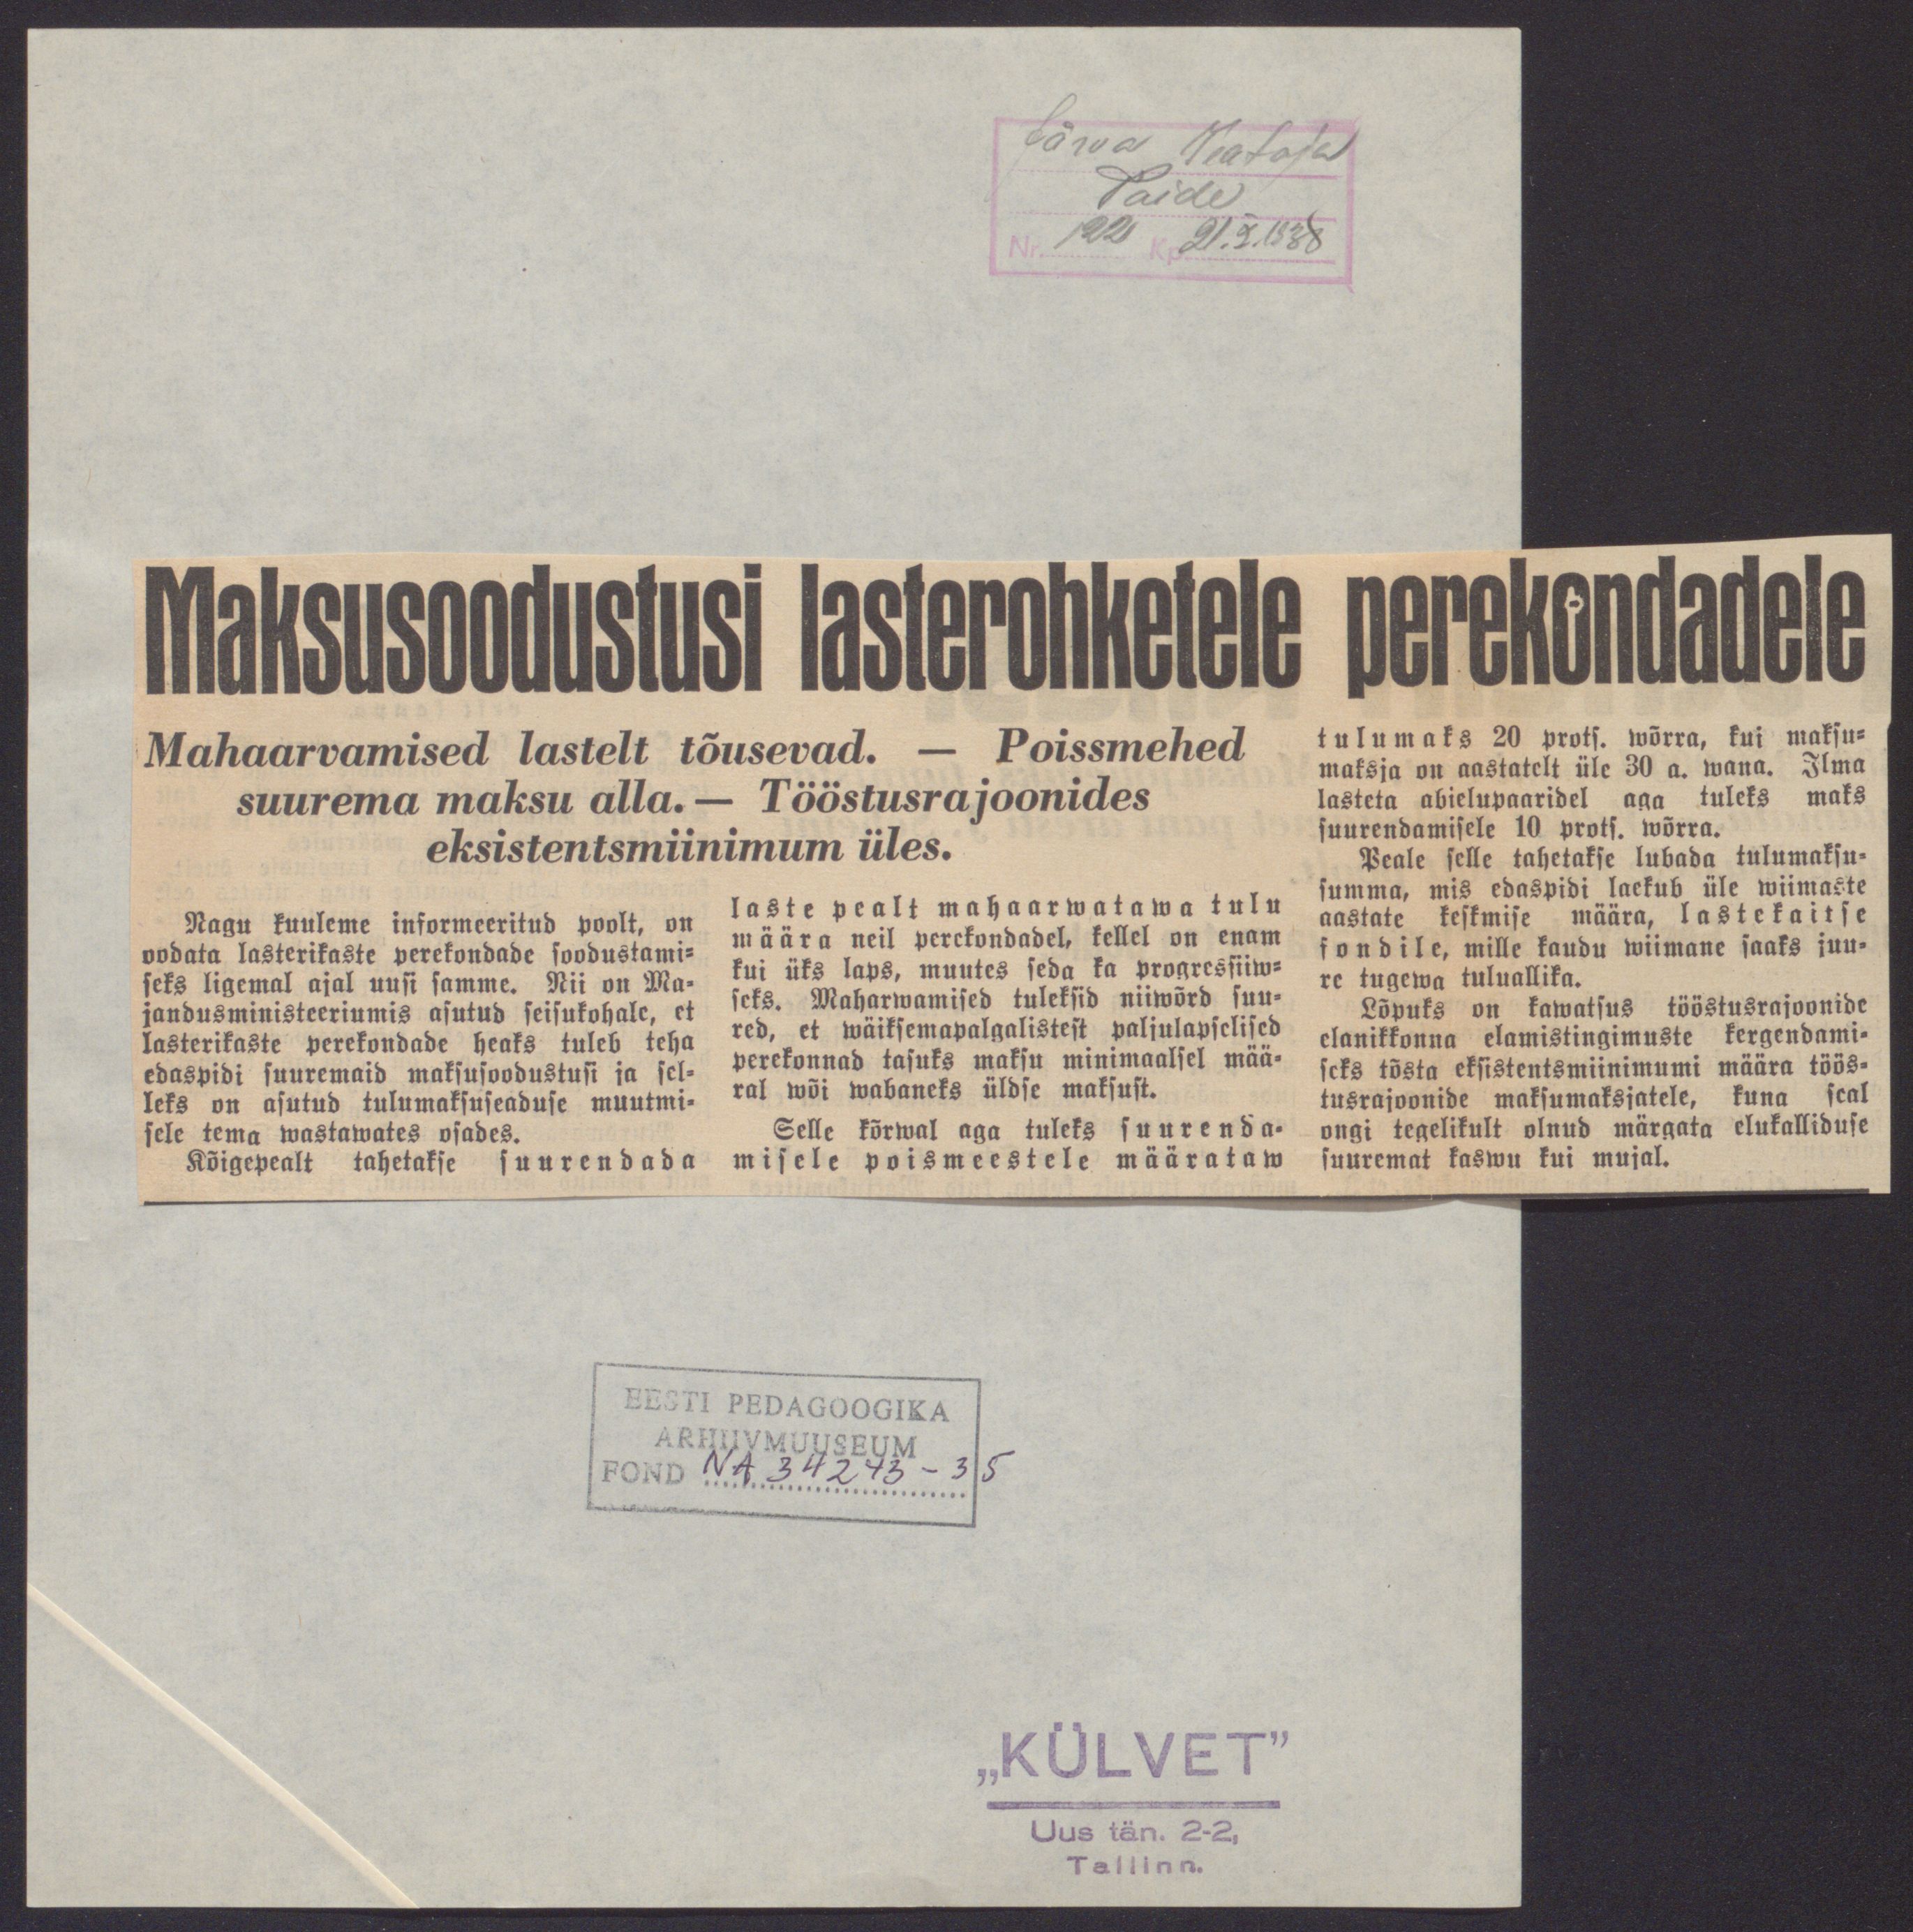 Järva Teataja
Paide
Nr. 122 Kp. 21.X.1938
Maksusoodustusi lasterohketele perekondadele
Mahaarvamised lastelt tõusevad. — Poissmehed
suurema maksu alla. — Tööstusrajoonides
eksistentsmiinimum üles.
Nagu kuuleme informeeritud poolt, on
oodata lasterikaste perekondade soodustami-
seks ligemal ajal uusi samme. Nii on Ma-
jandusministeeriumis asutud seisukohale, et
lasterikaste perekondade heaks tuleb teha
edaspidi suuremaid maksusoodustusi ja sel-
leks on asutud tulumaksuseaduse muutmi-
sele tema wastawates osades.
Kõigepealt tahetakse suurendada
laste pealt mahaarwatawa tulu
määra neil perekondadel, kellel on enam
kui üks laps, muutes seda ka progressiiw-
seks. Maharwamised tuleksid niiwõrd suu-
red, et wäiksemapalgalistest paljulapselised
perekonnad tasuks maksu minimaalsel mää-
ral wõi wabaneks üldse maksust.
Selle kõrwal aga tuleks suurenda-
misele poismeestele määrataw
tulumaks 20 prots. wõrra, kui maksu-
maksja on aastatelt üle 30 a. wana. Ilma
lasteta abielupaaridel aga tuleks maks
suurendamisele 10 prots. wõrra.
Peale selle tahetakse lubada tulumaksu-
summa, mis edaspidi laekub üle wiimaste
aastate keskmise määra, lastekaitse
fondile, mille kaudu wiimane saaks juu-
re tugewa tuluallika.
Lõpuks on kawatsus tööstusrajoonide
elanikkonna elamistingimuste kergendami-
seks tõsta eksistentsmiinimumi määra töös-
tusrajoonide maksumaksjatele, kuna seal
ongi tegelikult olnud märgata elukalliduse
suuremat kaswu kui mujal.
EESTI PEDAGOOGIKA
ARHIIVMUUSEUM
FOND NA 34243-35
„KÜLVET”
Uus tän. 2-2,
Tallinn.